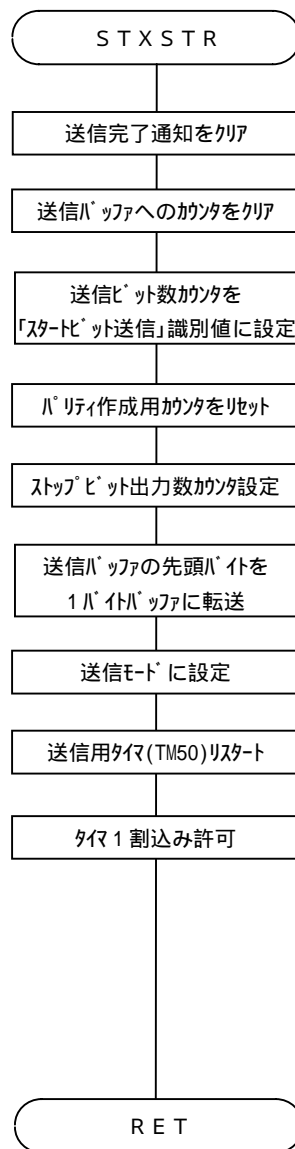 ＳＴＸＳＴＲ
送信完了通知をｸﾘｱ
送信ﾊﾞｯﾌｧへのｶｳﾝﾀをｸﾘｱ
送信ﾋﾞｯﾄ数ｶｳﾝﾀを
「ｽﾀｰﾄﾋﾞｯﾄ送信」識別値に設定
ﾊﾟﾘﾃｨ作成用ｶｳﾝﾀをﾘｾｯﾄ
ｽﾄｯﾌﾟﾋﾞｯﾄ出力数ｶｳﾝﾀ設定
送信ﾊﾞｯﾌｧの先頭ﾊﾞｲﾄを
１ﾊﾞｲﾄﾊﾞｯﾌｧに転送
送信ﾓｰﾄﾞに設定
送信用ﾀｲﾏ(TM50)ﾘｽﾀｰﾄ
ﾀｲﾏ１割込み許可
ＲＥＴ